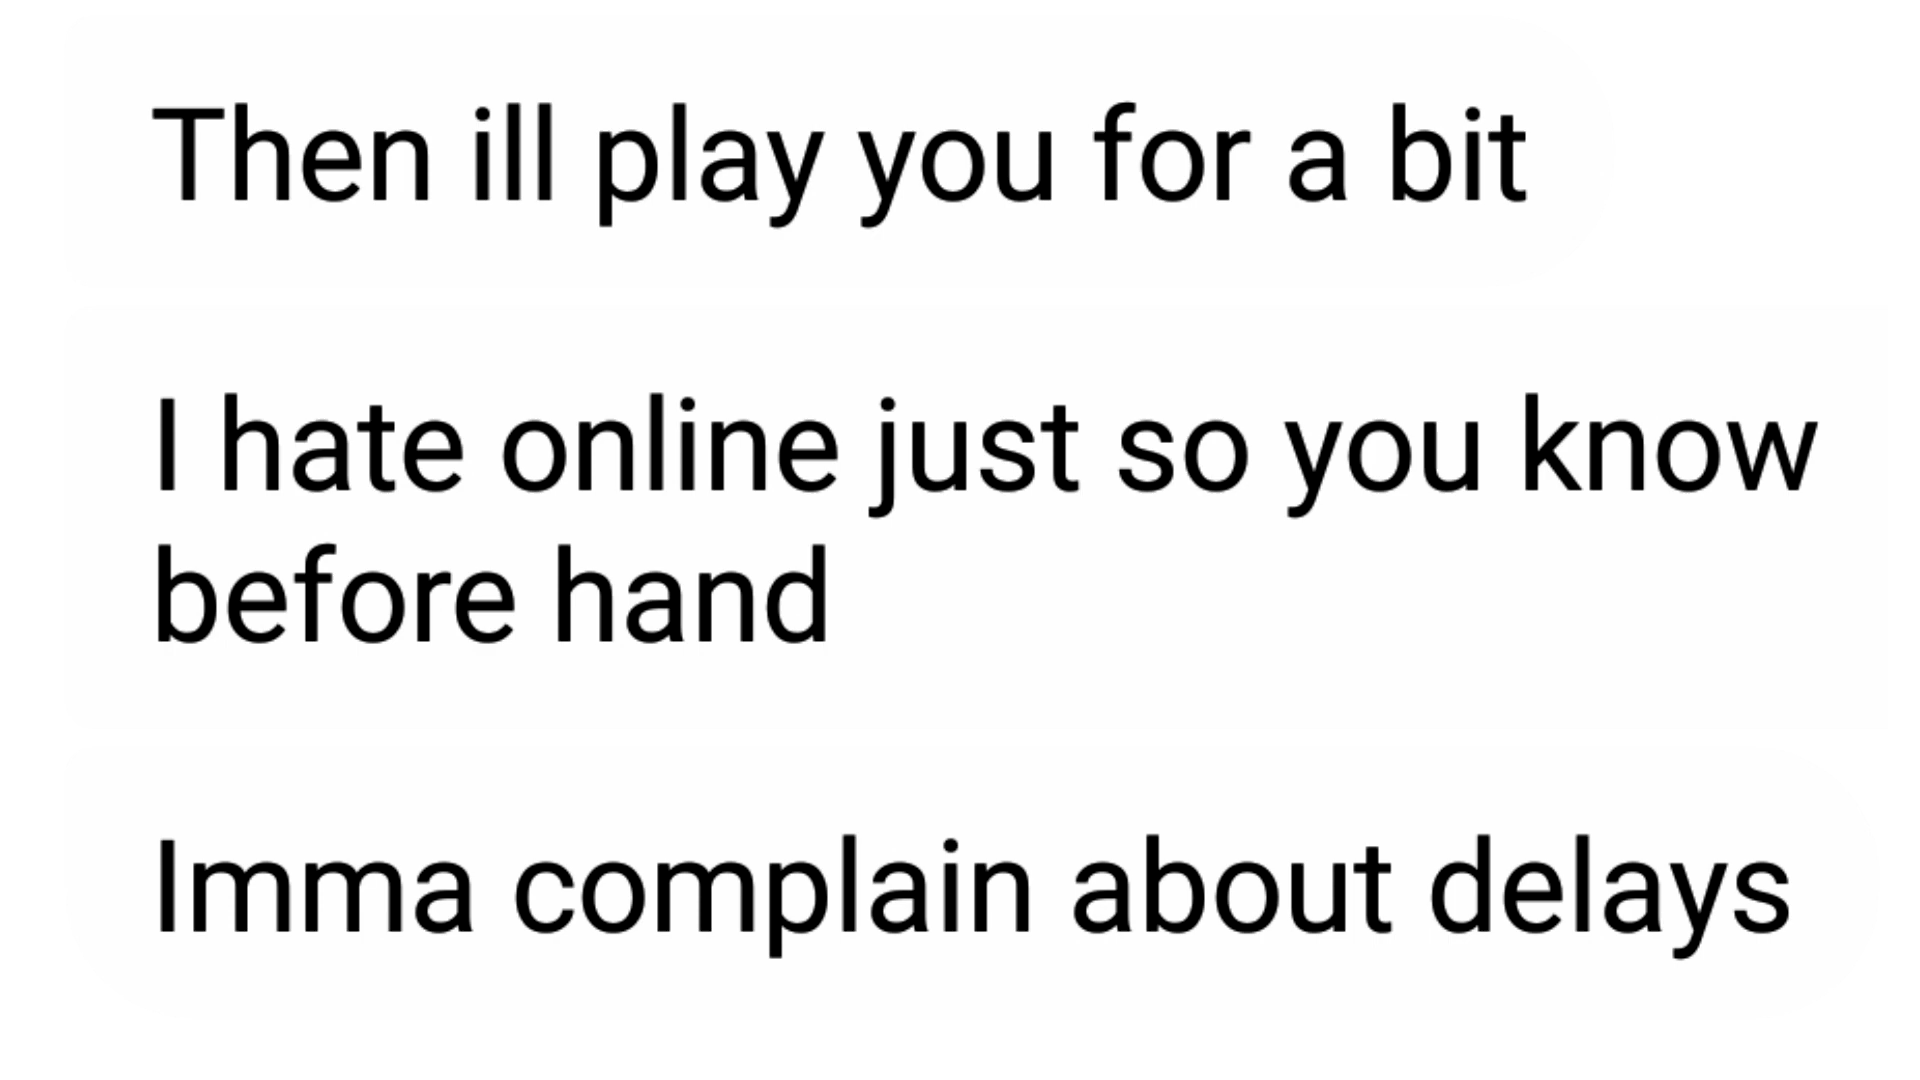 Then ill play you for a bit
I hate online just so you know
before hand
Imma complain about delays